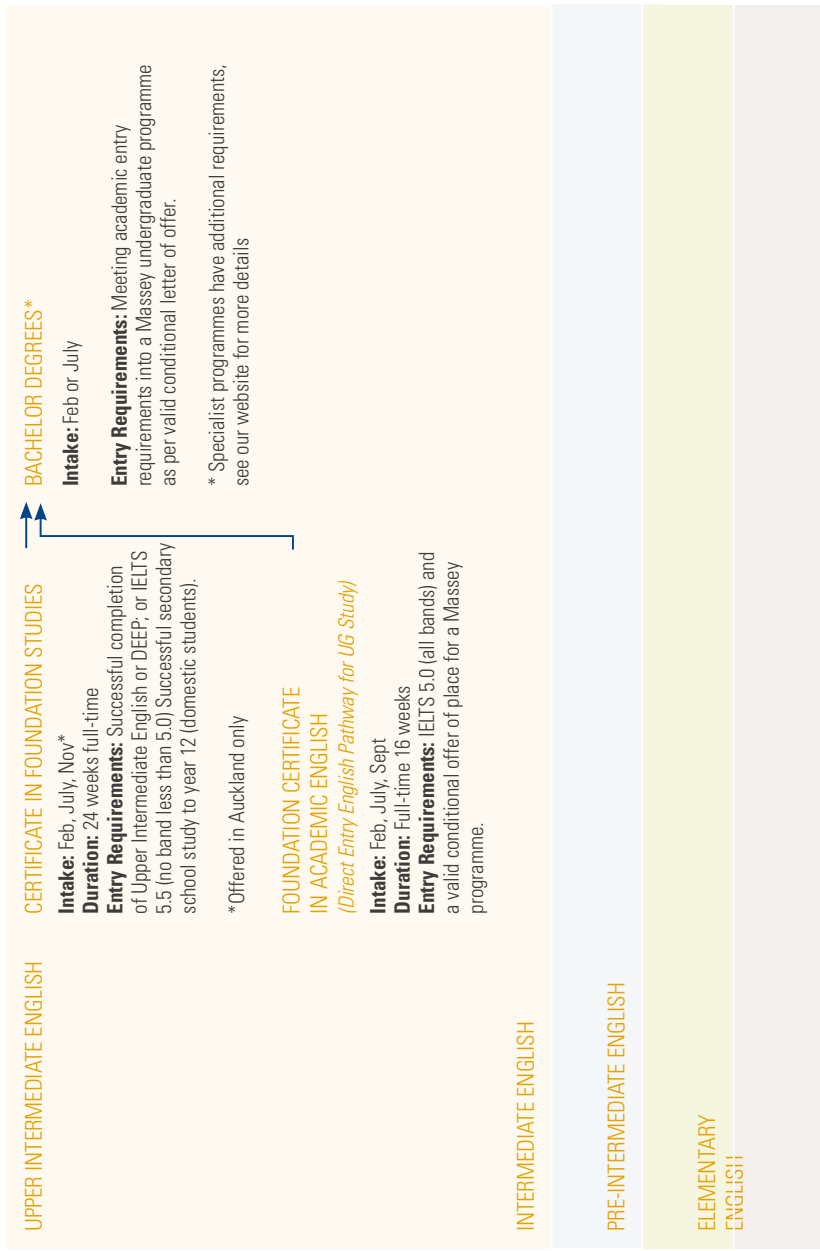 UPPER INTERMEDIATE ENGLISH
INTERMEDIATE ENGLISH
PRE-INTERMEDIATE ENGLISH
ELEMENTARY
ENGLISH
CERTIFICATE IN FOUNDATION STUDIES
Intake: Feb, July, Nov*
Duration: 24 weeks full-time
Entry Requirements: Successful completion
of Upper Intermediate English or DEEP; or IELTS
5.5 (no band less than 5.0) Successful secondary
school study to year 12 (domestic students).
*Offered in Auckland only
FOUNDATION CERTIFICATE
IN ACADEMIC ENGLISH
(Direct Entry English Pathway for UG Study)
Intake: Feb, July, Sept
Duration: Full-time 16 weeks
Entry Requirements: IELTS 5.0 (all bands) and
a valid conditional offer of place for a Massey
programme.
BACHELOR DEGREES*
Intake: Feb or July
Entry Requirements: Meeting academic entry
requirements into a Massey undergraduate programme
as per valid conditional letter of offer.
* Specialist programmes have additional requirements,
see our website for more details